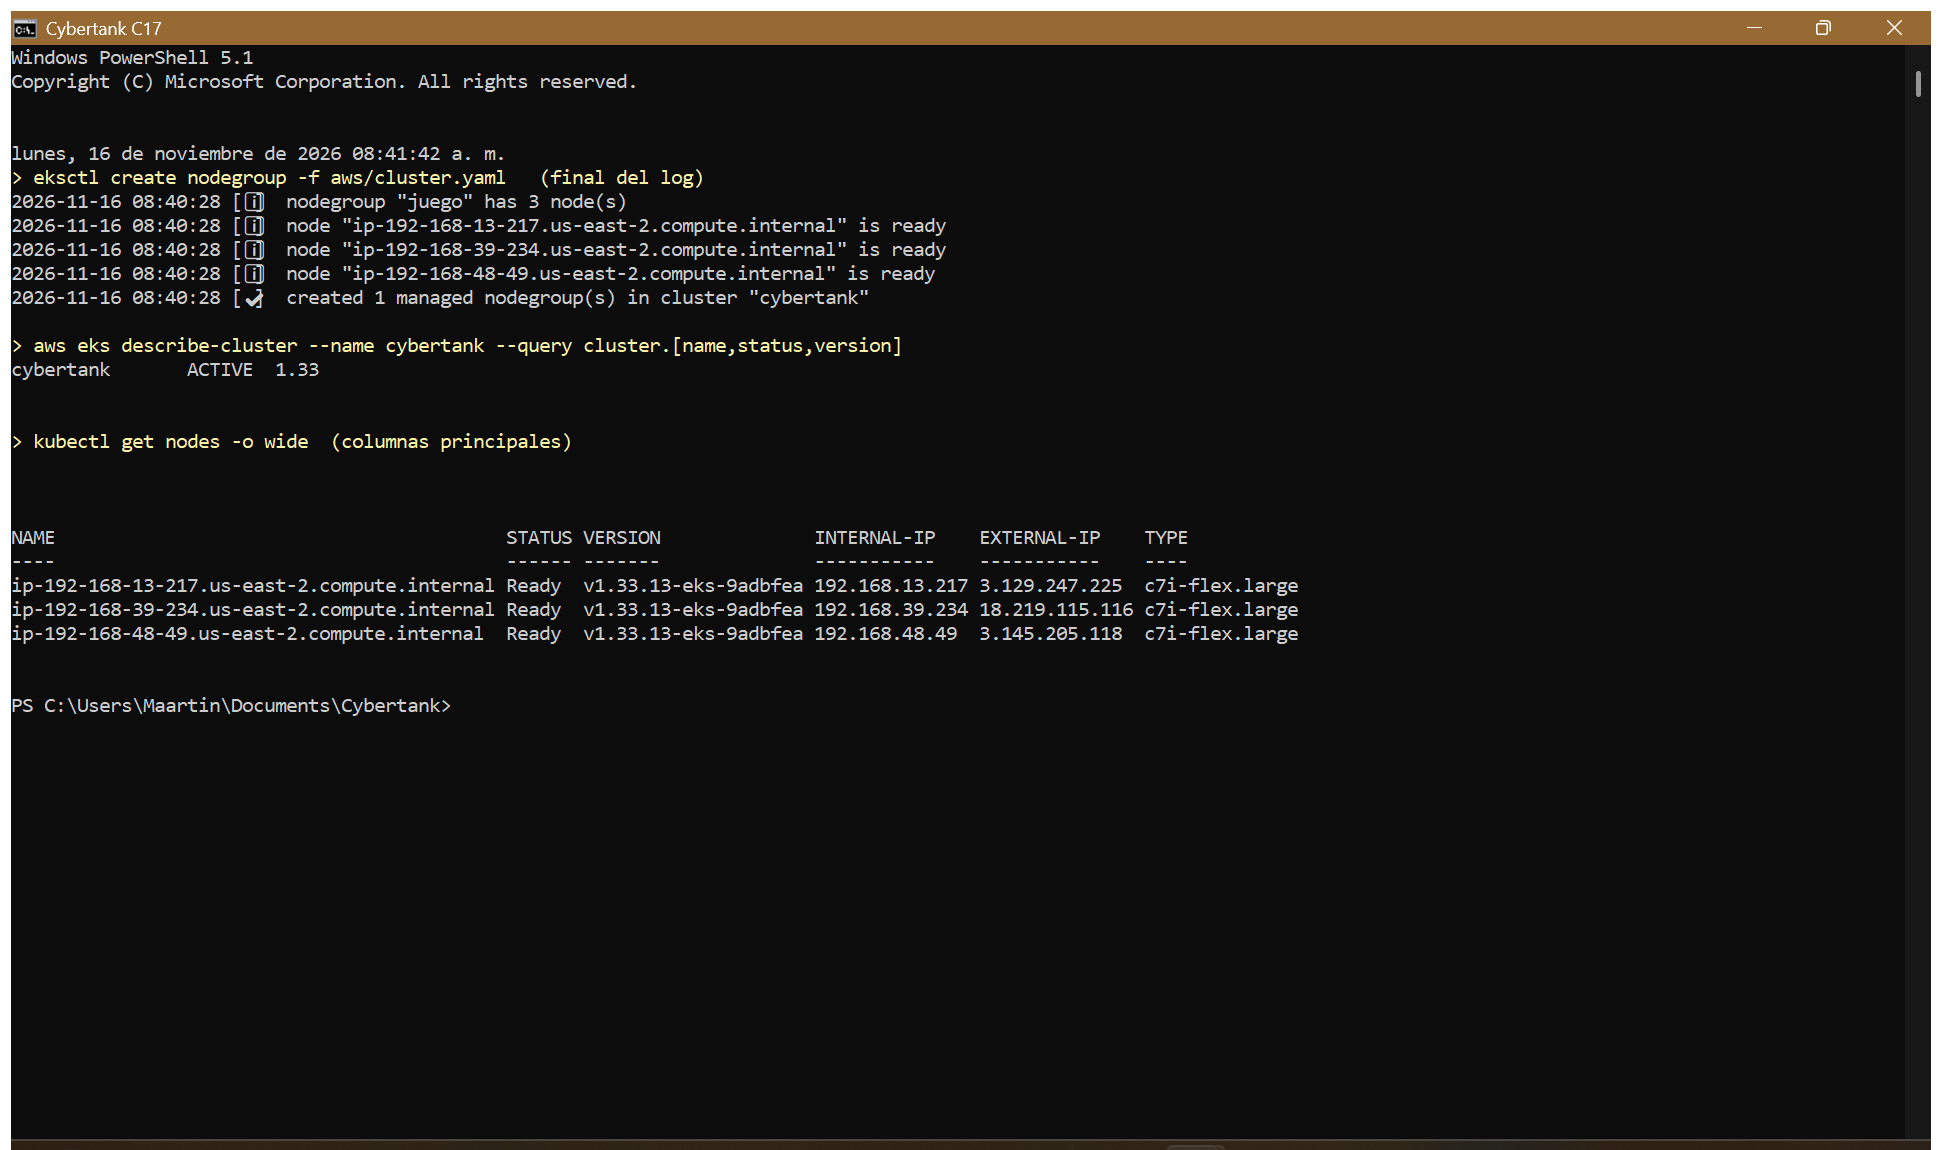 Cybertank C17
Windows PowerShell 5.1
Copyright (C) Microsoft Corporation. All rights reserved.
lunes, 16 de noviembre de 2026 08:41:42 a. m.
> eksctl create nodegroup -f aws/cluster.yaml   (final del log)
2026-11-16 08:40:28 [ℹ]  nodegroup "juego" has 3 node(s)
2026-11-16 08:40:28 [ℹ]  node "ip-192-168-13-217.us-east-2.compute.internal" is ready
2026-11-16 08:40:28 [ℹ]  node "ip-192-168-39-234.us-east-2.compute.internal" is ready
2026-11-16 08:40:28 [ℹ]  node "ip-192-168-48-49.us-east-2.compute.internal" is ready
2026-11-16 08:40:28 [✔]  created 1 managed nodegroup(s) in cluster "cybertank"
> aws eks describe-cluster --name cybertank --query cluster.[name,status,version]
cybertank       ACTIVE  1.33
> kubectl get nodes -o wide  (columnas principales)
NAME                                         STATUS VERSION              INTERNAL-IP    EXTERNAL-IP    TYPE
----                                         ------ -------              -----------    -----------    ----
ip-192-168-13-217.us-east-2.compute.internal Ready  v1.33.13-eks-9adbfea 192.168.13.217 3.129.247.225  c7i-flex.large
ip-192-168-39-234.us-east-2.compute.internal Ready  v1.33.13-eks-9adbfea 192.168.39.234 18.219.115.116 c7i-flex.large
ip-192-168-48-49.us-east-2.compute.internal  Ready  v1.33.13-eks-9adbfea 192.168.48.49  3.145.205.118  c7i-flex.large
PS C:\Users\Maartin\Documents\Cybertank>